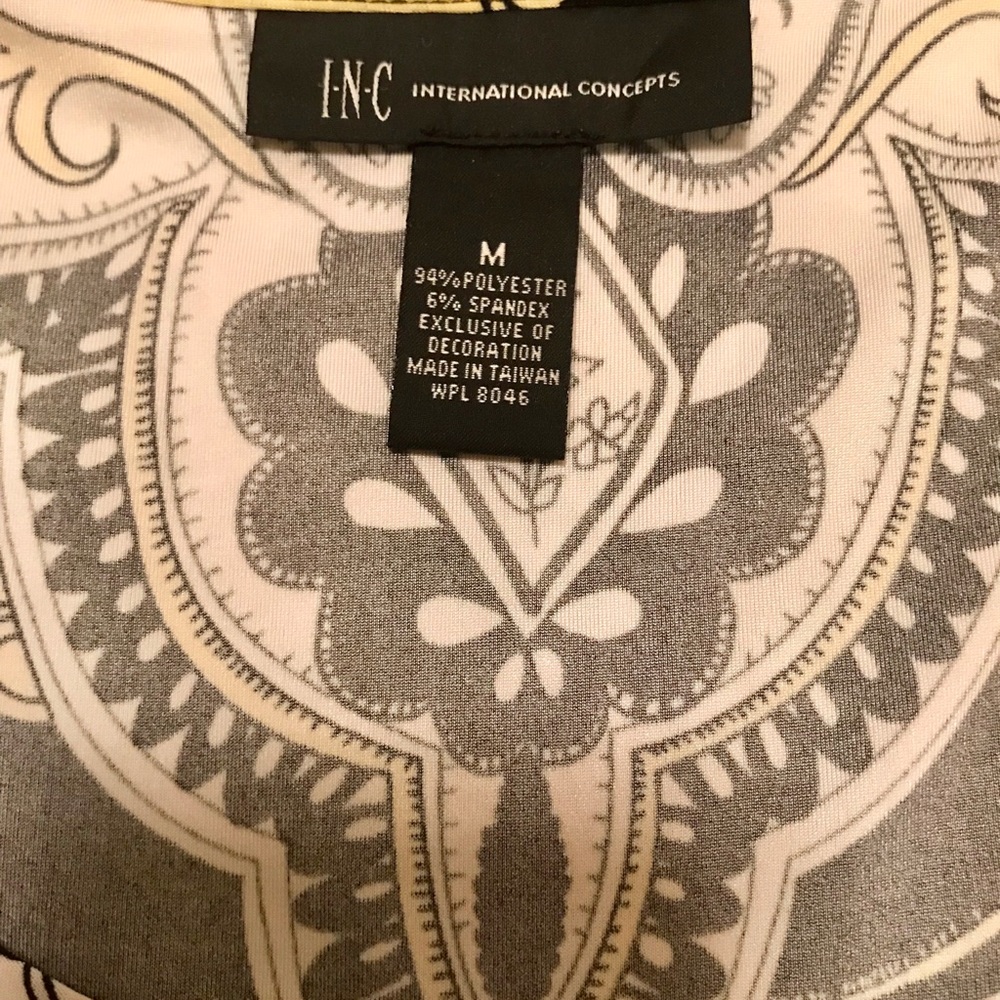 I·N·C INTERNATIONAL CONCEPTS
M
94%POLYESTER
6% SPANDEX
EXCLUSIVE OF
DECORATION
MADE IN TAIWAN
WPL 8046